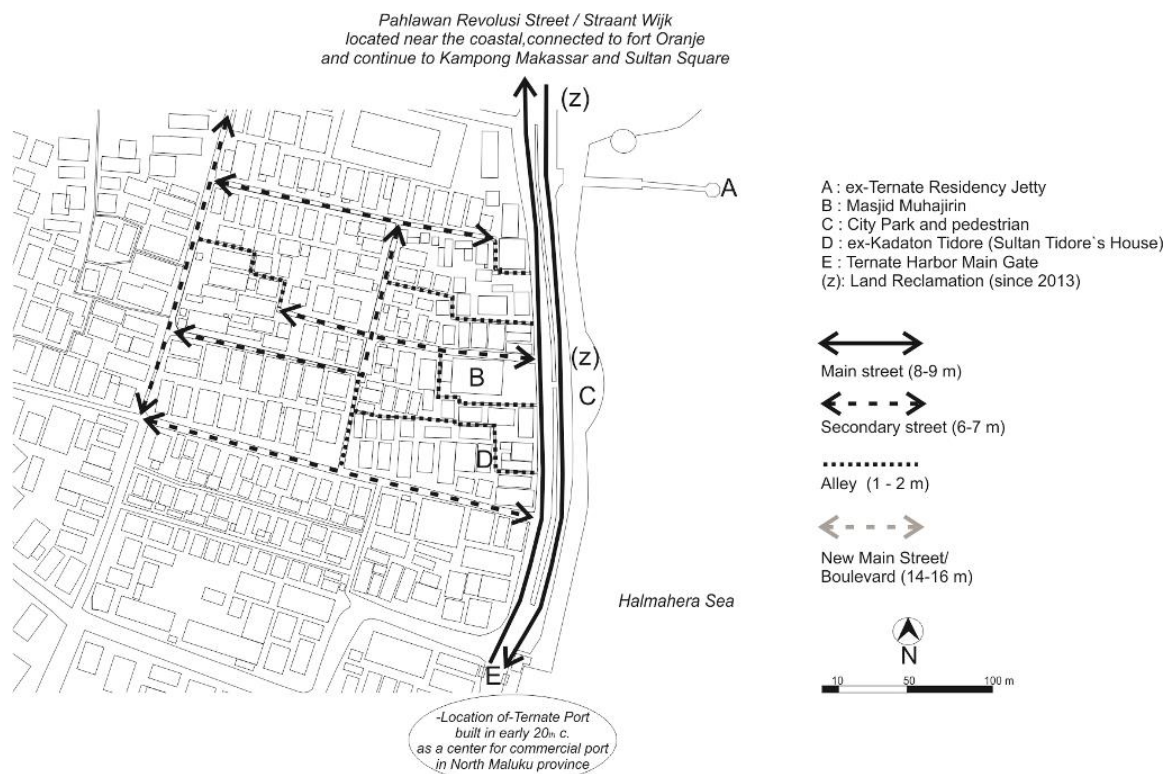 Pahlawan Revolusi Street / Straant Wijk
located near the coastal,connected to fort Oranje
and continue to Kampong Makassar and Sultan Square
(z)
A
A : ex-Ternate Residency Jetty
B : Masjid Muhajirin
C : City Park and pedestrian
D : ex-Kadaton Tidore (Sultan Tidore`s House)
E : Ternate Harbor Main Gate
(z): Land Reclamation (since 2013)
(z)
B
C
D
Main street (8-9 m)
Secondary street (6-7 m)
Alley (1 - 2 m)
New Main Street/
Boulevard (14-16 m)
Halmahera Sea
N
10 50 100 m
E
-Location of-Ternate Port
built in early 20th c.
as a center for commercial port
in North Maluku province